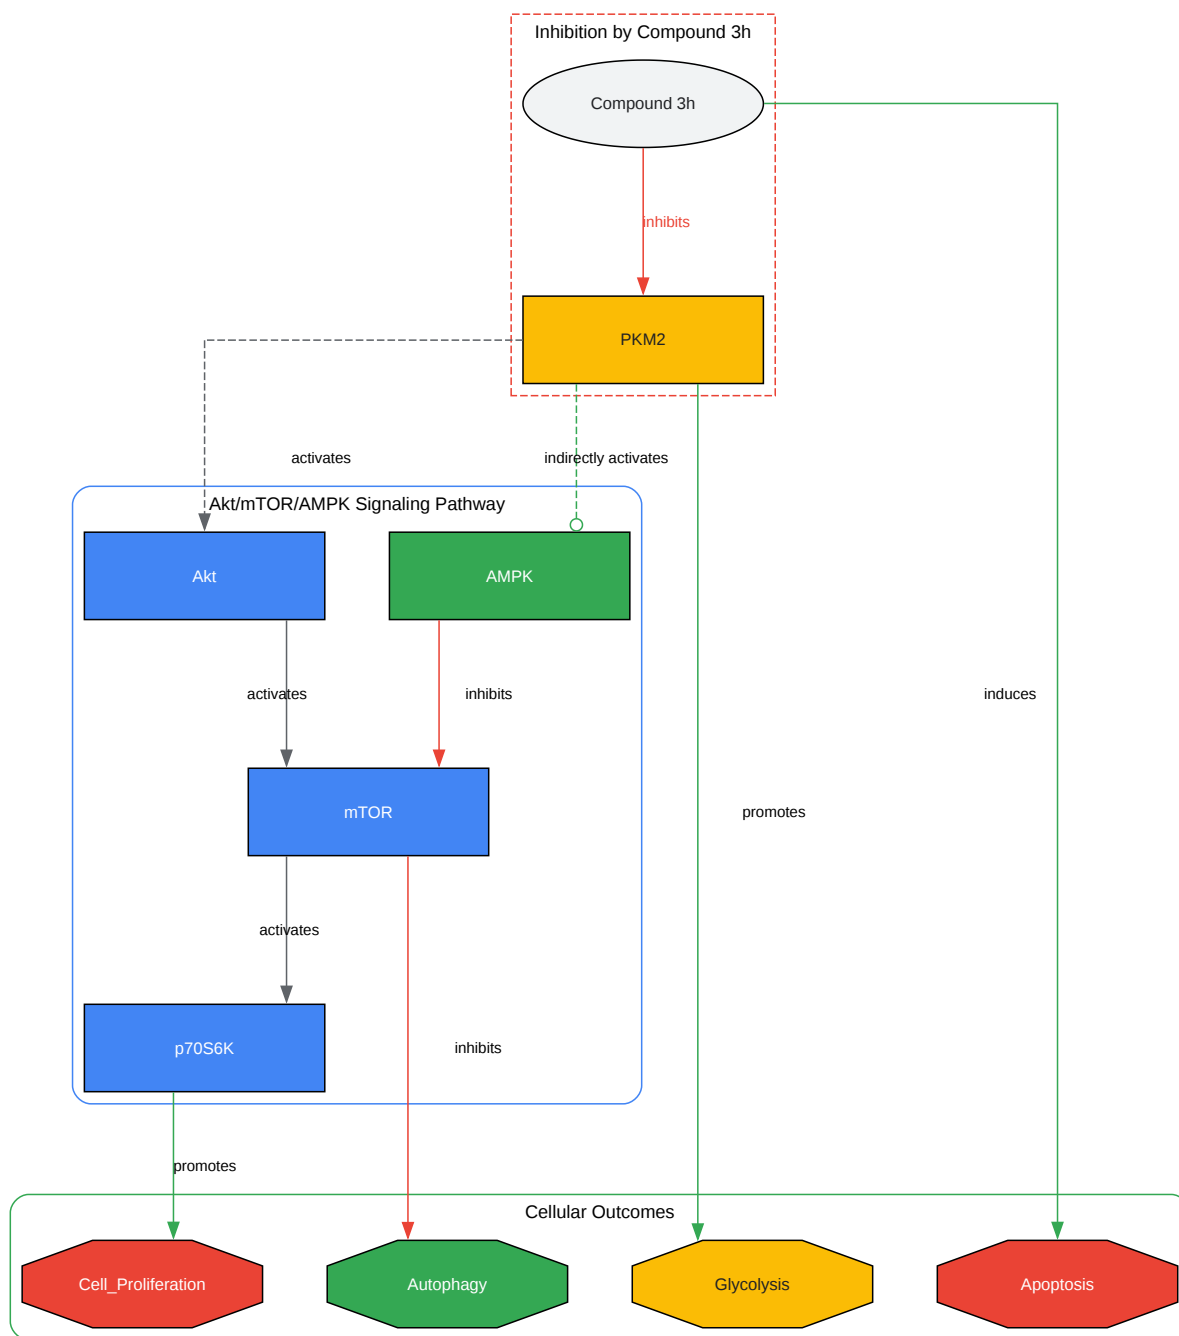 Inhibition by Compound 3h
Compound 3h
inhibits
PKM2
activates
indirectly activates
Akt/mTOR/AMPK Signaling Pathway
Akt
AMPK
activates
inhibits
induces
mTOR
promotes
activates
p70S6K
inhibits
promotes
Cellular Outcomes
Cell_Proliferation
Autophagy
Glycolysis
Apoptosis